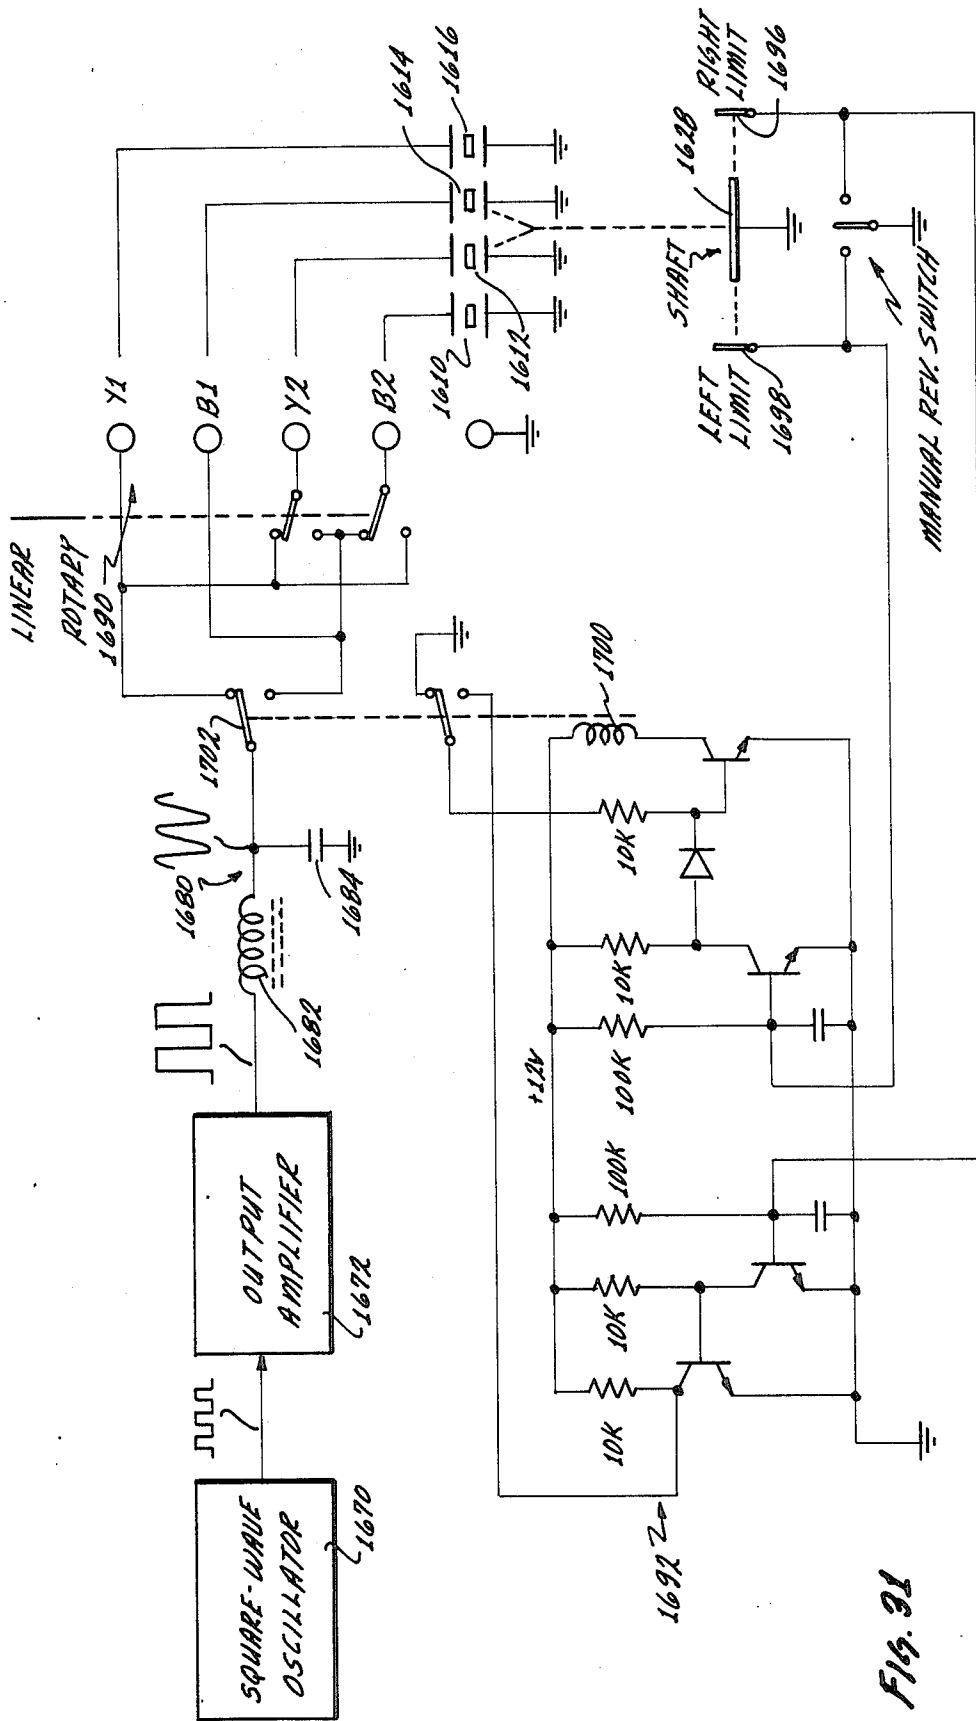 SQUARE-WAVE
OSCILLATOR
1670
OUTPUT
AMPLIFIER
1672
1682
1680
1684
1702
LINEAR
ROTARY
1690
Y1
B1
Y2
B2
1610
1612
1614
1616
SHAFT
1628
LEFT
LIMIT
1698
RIGHT
LIMIT
1696
MANUAL REV. SWITCH
1692
10K
10K
100K
+12V
100K
10K
10K
1700
FIG. 31